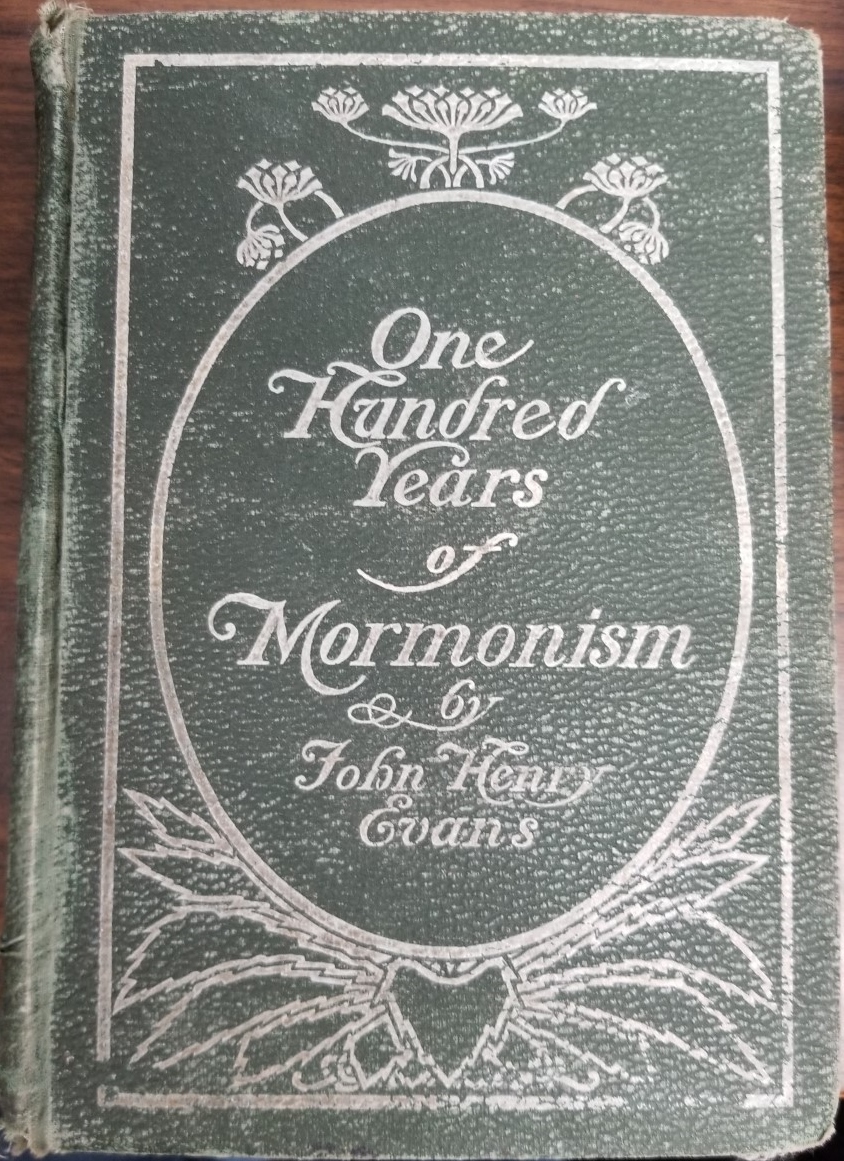 One
Hundred
Years
of
Mormonism
by
John Henry
Evans